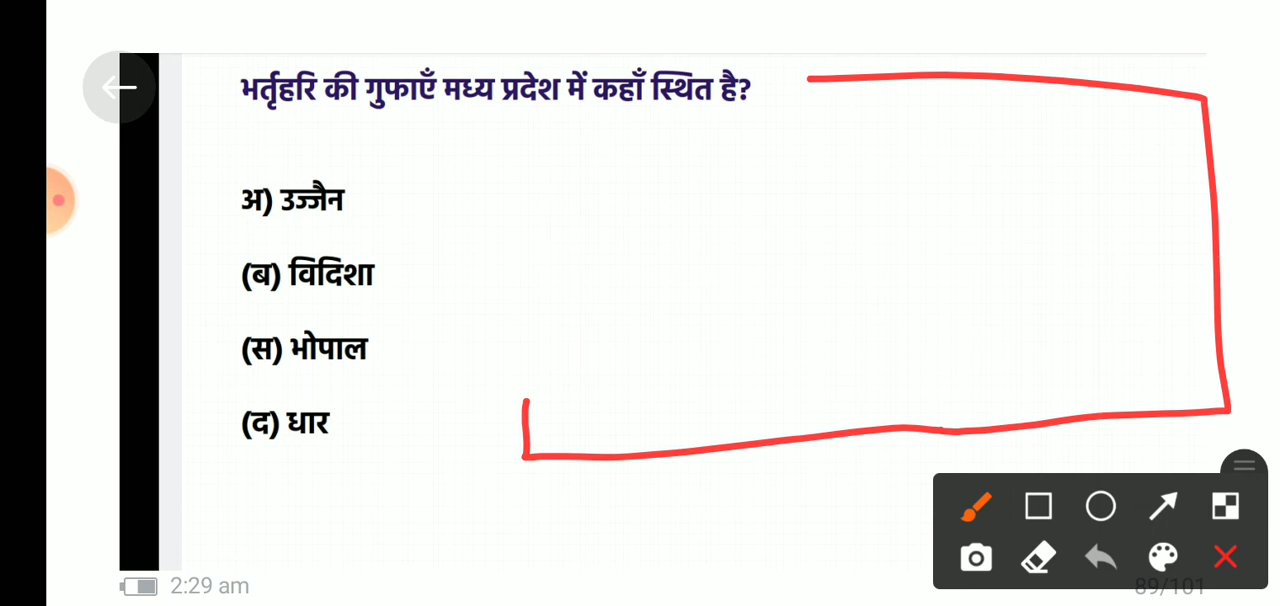 भर्तृहरि की गुफाएँ मध्य प्रदेश में कहाँ स्थित है?
अ) उज्जैन
(ब) विदिशा
(स) भोपाल
(द) धार
2:29 am
89/101